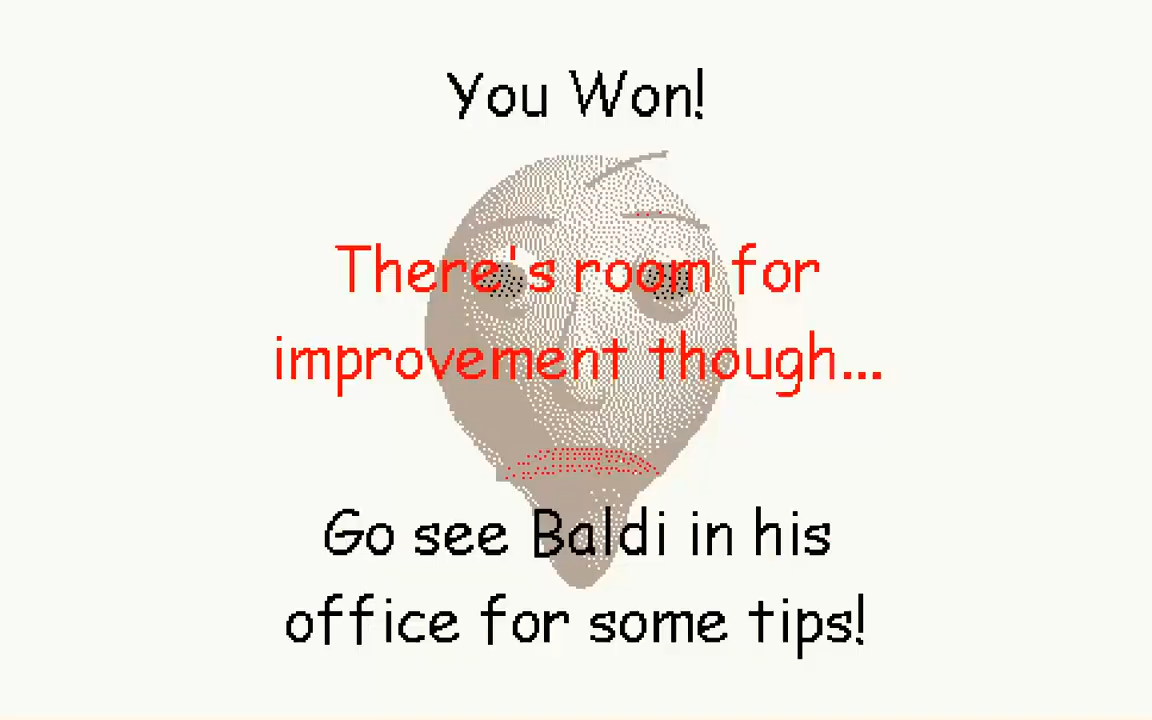 You Won!
There's room for
improvement though...
Go see Baldi in his
office for some tips!